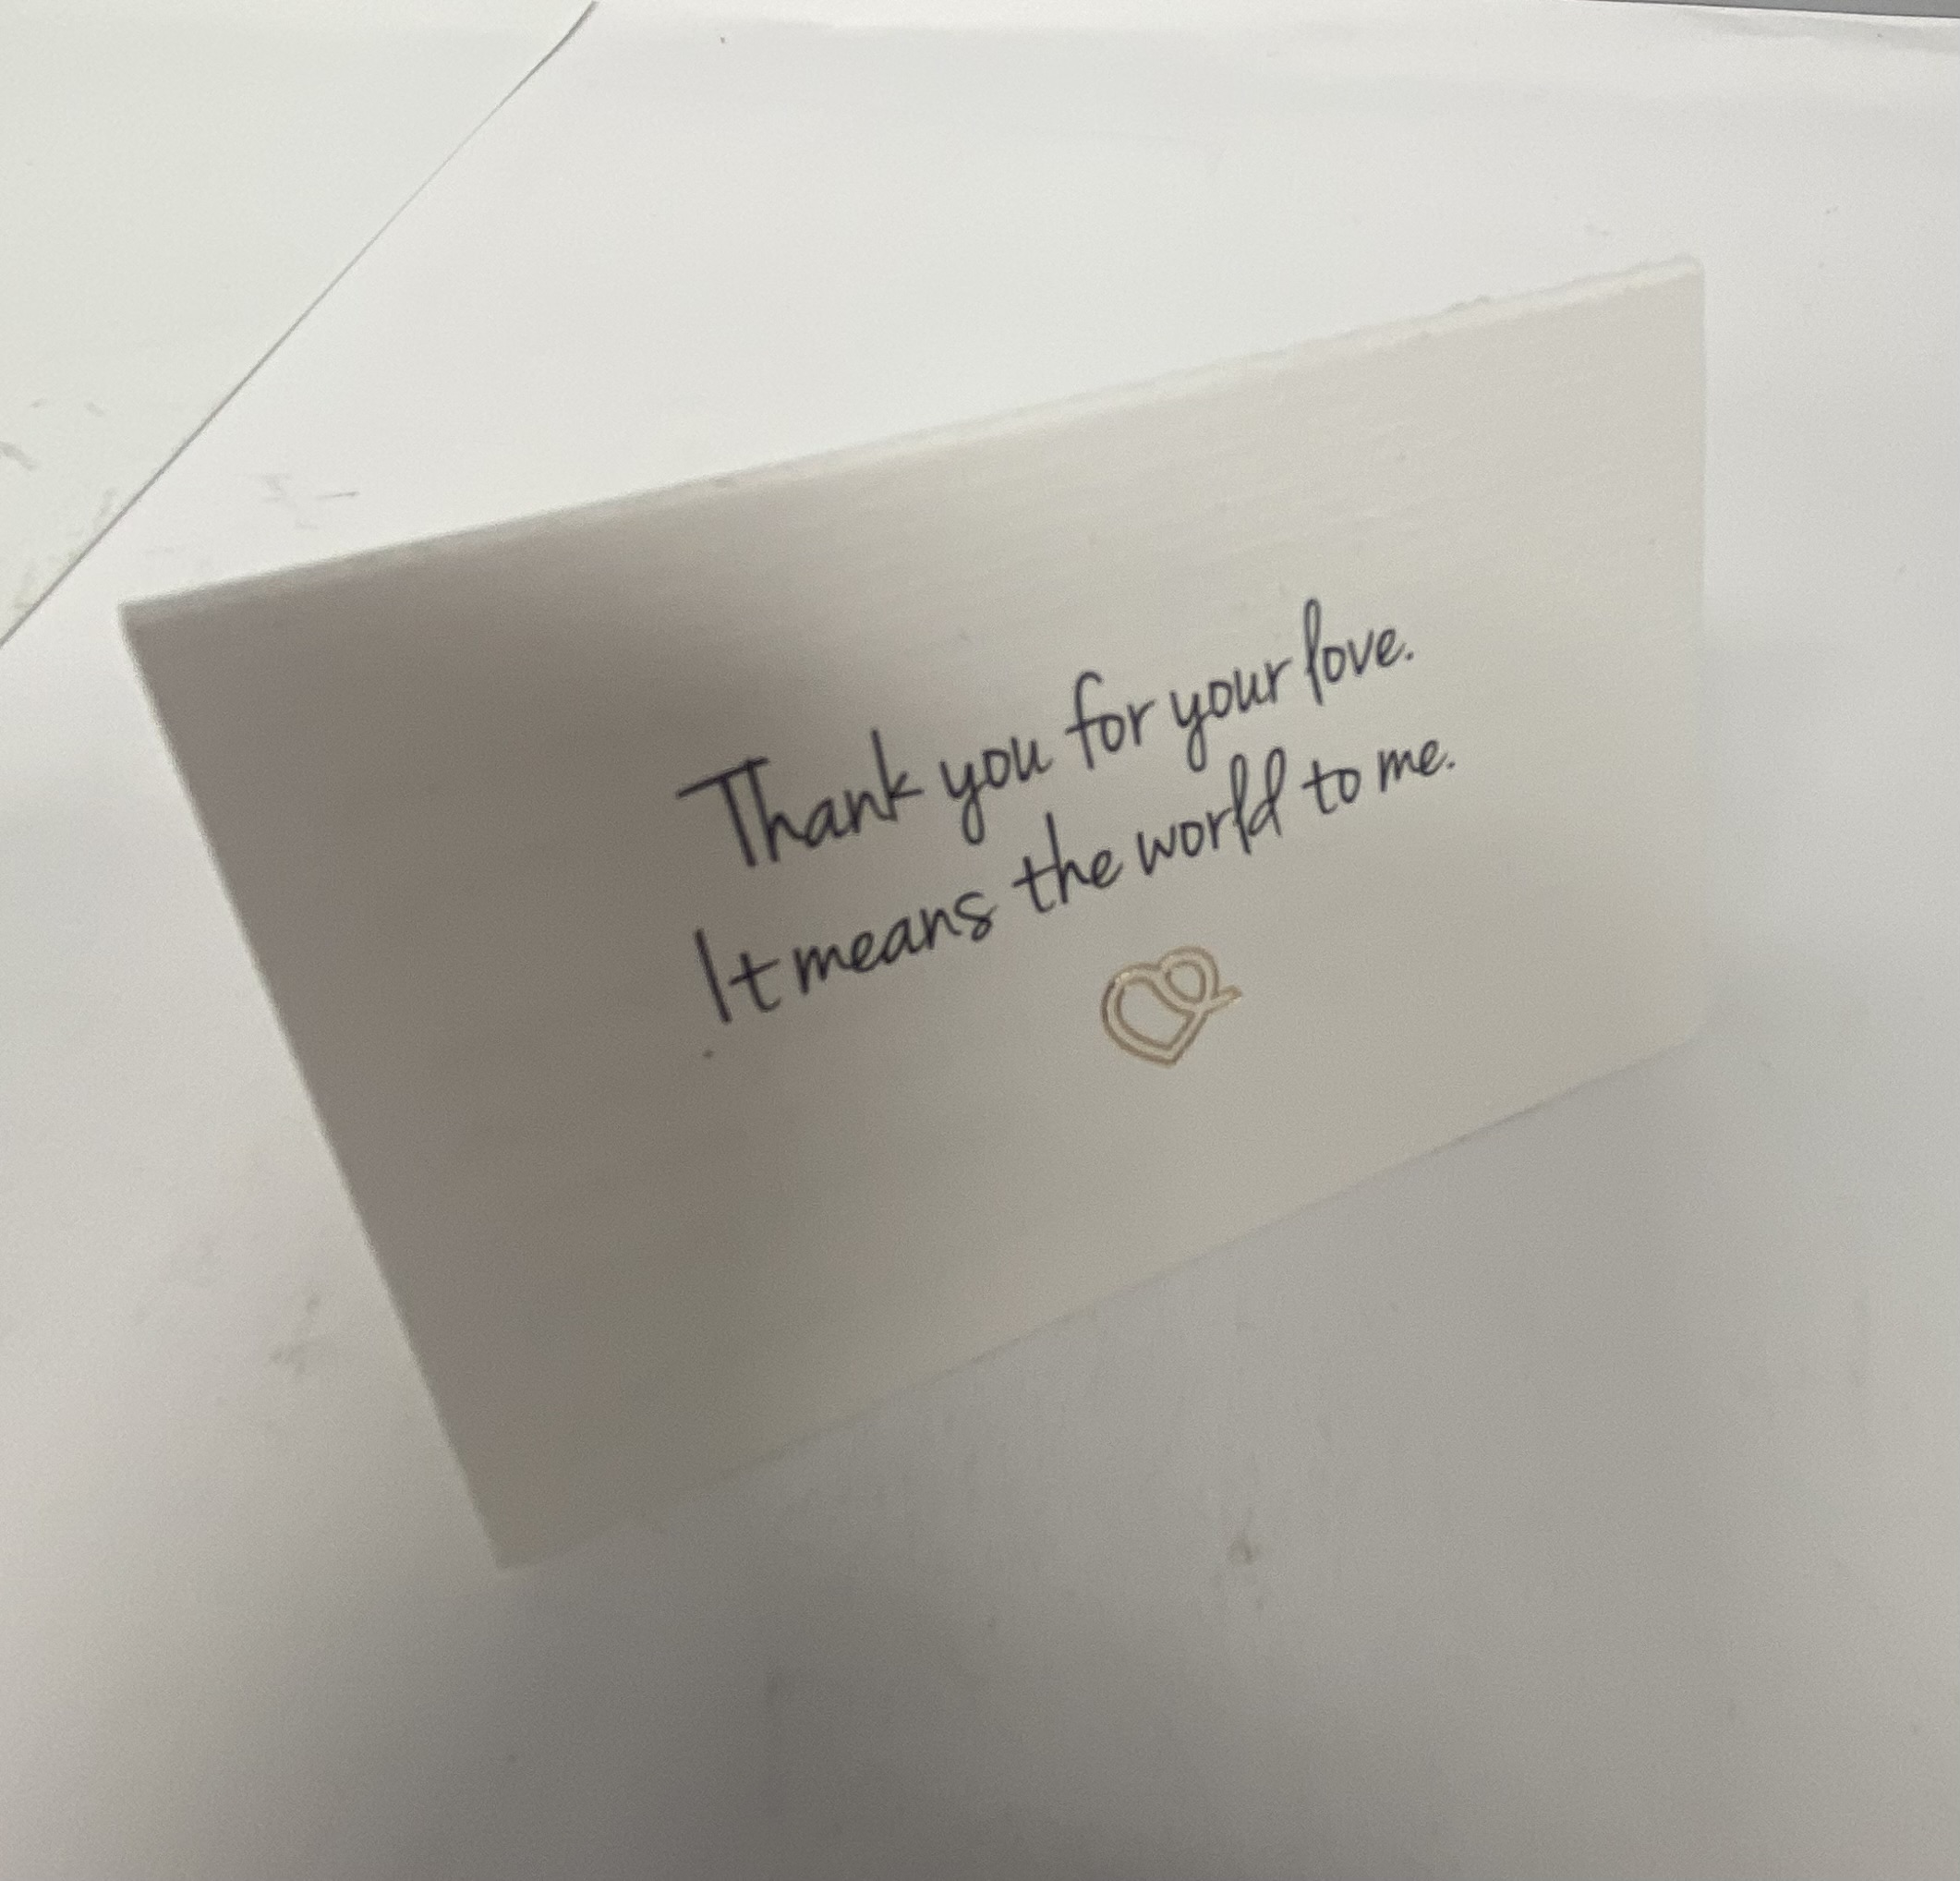 Thank you for your love.
It means the world to me.